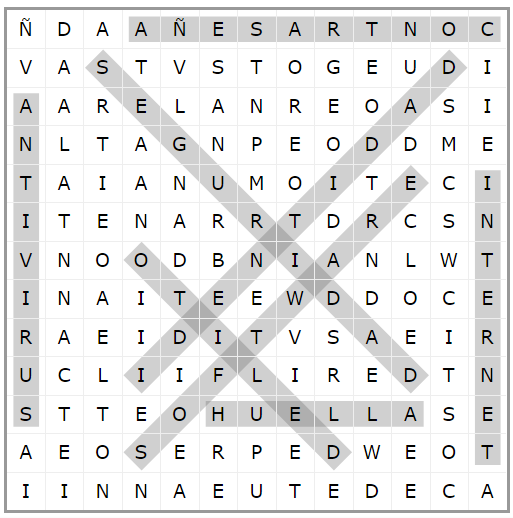 Ñ D A A Ñ E S A R T N O C
V A S T V S T O G E U D I
A A R E L A N R E O A S I
N L T A G N P E O D D M E
T A I A N U M O I T E C I
I T E N A R R T D R C S N
V N O O D B N I A N L W T
I N A I T E E W D D O C E
R A E I D I T V S A E I R
U C L I I F L I R E D T N
S T T E O H U E L L A S E
A E O S E R P E D W E O T
I I N N A E U T E D E C A